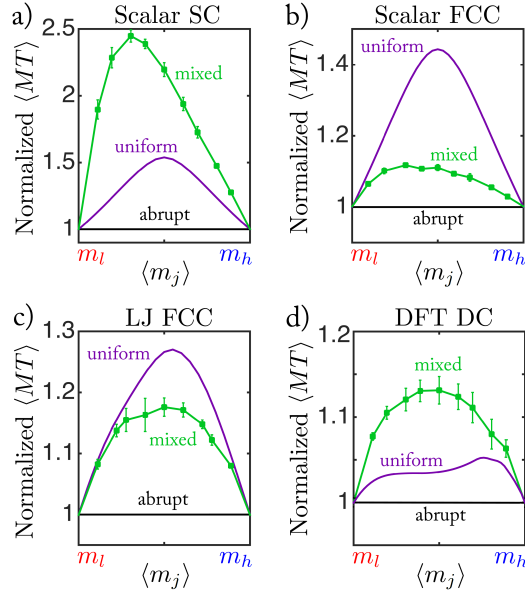 a) Scalar SC
Normalized ⟨MT⟩
2.5
2
1.5
1
mixed
uniform
abrupt
m_l
m_h
⟨m_j⟩
b) Scalar FCC
Normalized ⟨MT⟩
1.4
1.2
1
uniform
mixed
abrupt
m_l
m_h
⟨m_j⟩
c) LJ FCC
Normalized ⟨MT⟩
1.3
1.2
1.1
1
uniform
mixed
abrupt
m_l
m_h
⟨m_j⟩
d) DFT DC
Normalized ⟨MT⟩
1.2
1.1
1
mixed
uniform
abrupt
m_l
m_h
⟨m_j⟩